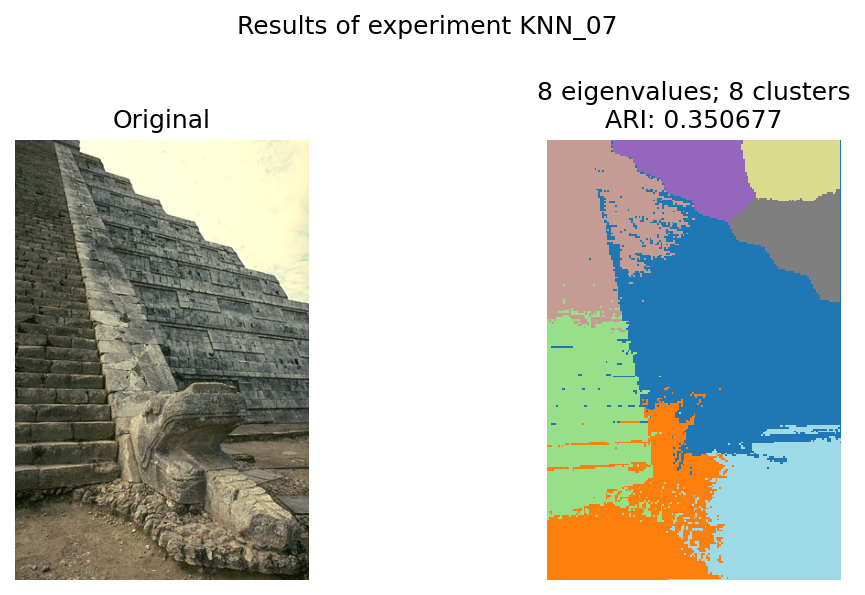 Results of experiment KNN_07
Original
8 eigenvalues; 8 clusters
ARI: 0.350677